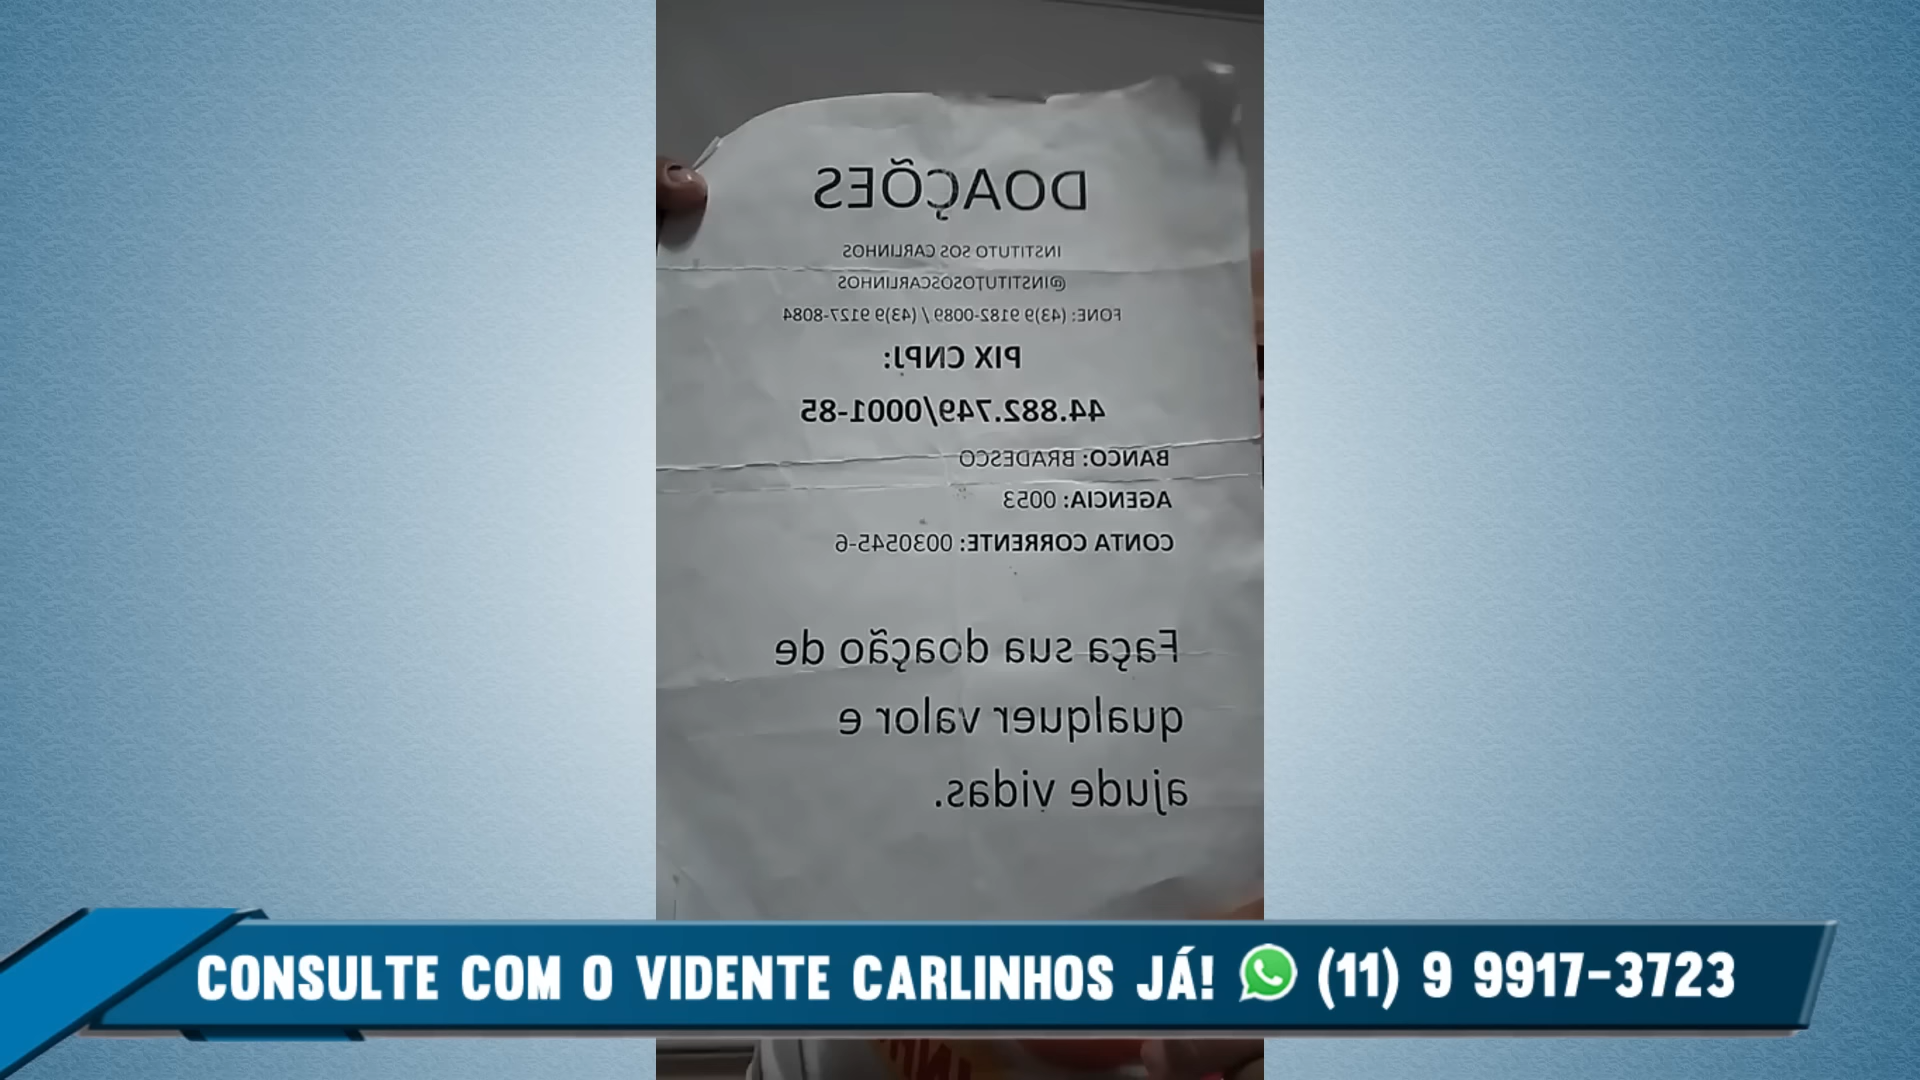 DOAÇÕES
INSTITUTO SOS CARLINHOS
@INSTITUTOSOSCARLINHOS
FONE: (43)9 9182-0089 / (43)9 9127-8084
PIX CNPJ:
44.882.749/0001-85
BANCO: BRADESCO
AGENCIA: 0053
CONTA CORRENTE: 0030545-6
Faça sua doação de
qualquer valor e
ajude vidas.
CONSULTE COM O VIDENTE CARLINHOS JÁ! (11) 9 9917-3723